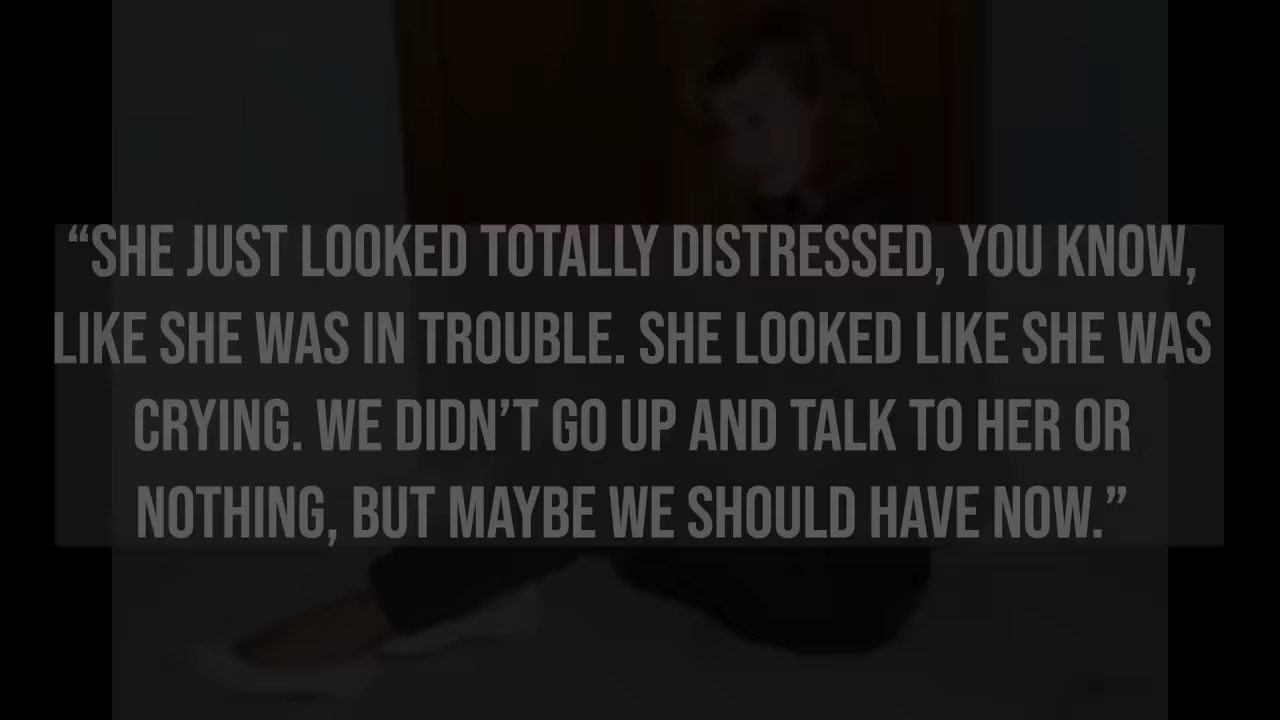 “SHE JUST LOOKED TOTALLY DISTRESSED, YOU KNOW,
LIKE SHE WAS IN TROUBLE. SHE LOOKED LIKE SHE WAS
CRYING. WE DIDN’T GO UP AND TALK TO HER OR
NOTHING, BUT MAYBE WE SHOULD HAVE NOW.”